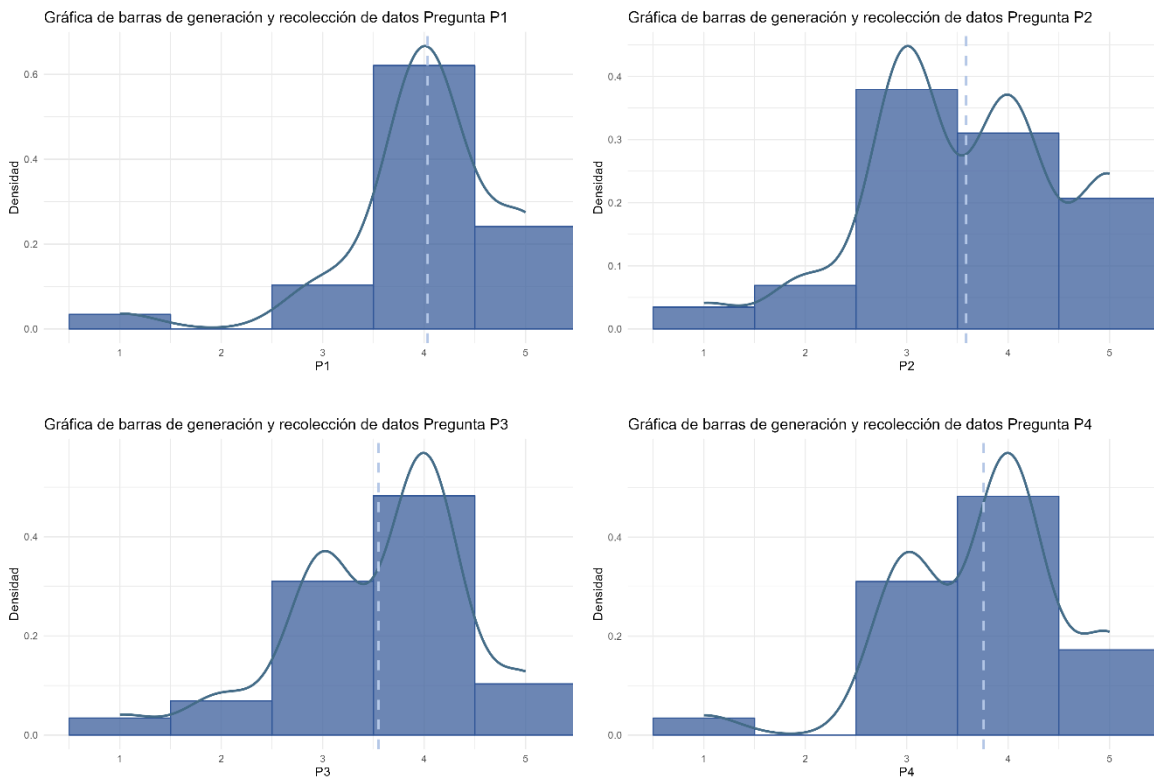 Gráfica de barras de generación y recolección de datos Pregunta P1
Densidad
0.6
0.4
0.2
0.0
1 2 3 4 5
P1
Gráfica de barras de generación y recolección de datos Pregunta P2
Densidad
0.4
0.3
0.2
0.1
0.0
1 2 3 4 5
P2
Gráfica de barras de generación y recolección de datos Pregunta P3
Densidad
0.4
0.2
0.0
1 2 3 4 5
P3
Gráfica de barras de generación y recolección de datos Pregunta P4
Densidad
0.4
0.2
0.0
1 2 3 4 5
P4